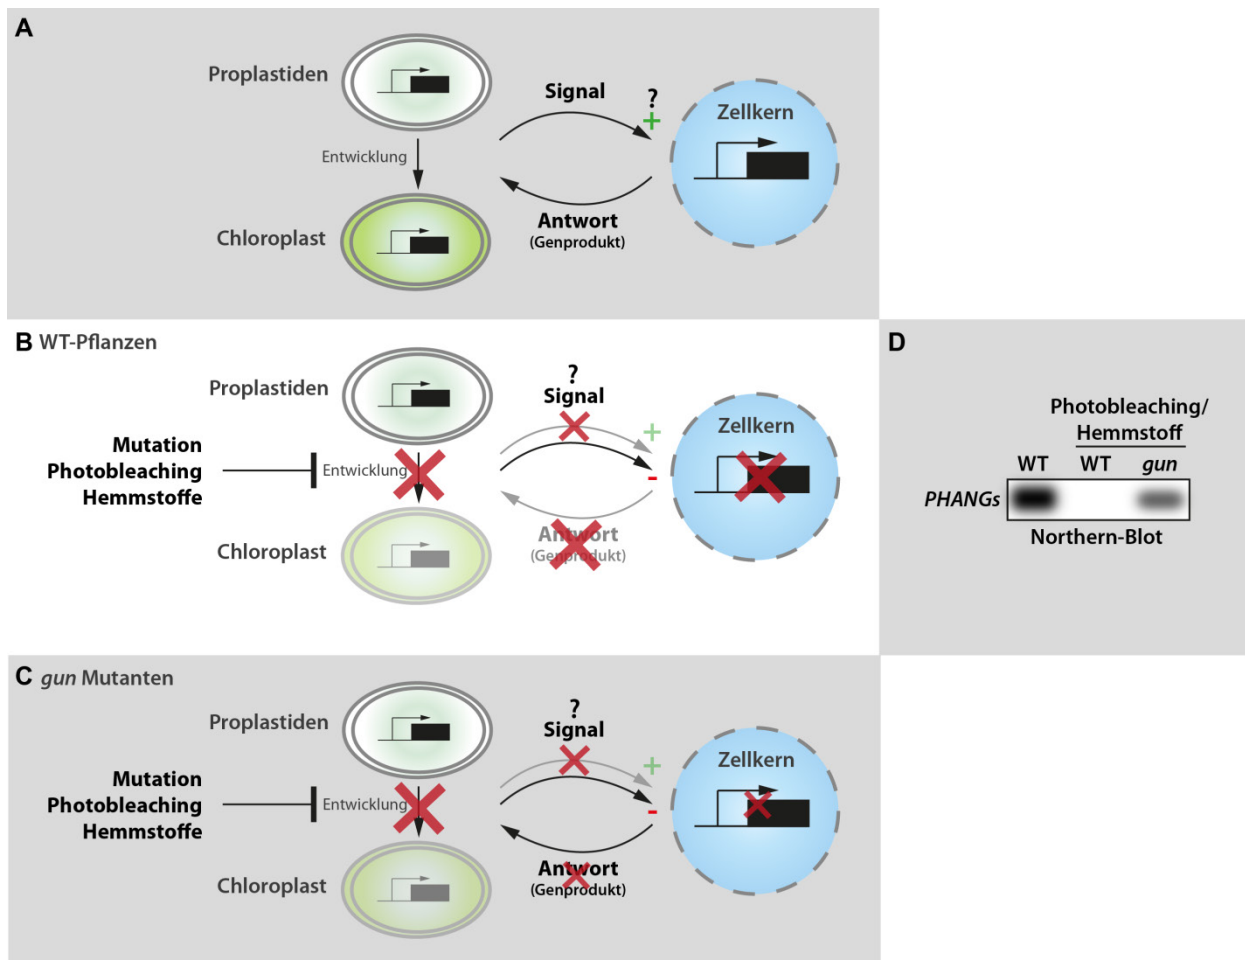 A
Proplastiden
Entwicklung
Chloroplast
Signal
?
+
Antwort
(Genprodukt)
Zellkern
B WT-Pflanzen
Proplastiden
Mutation
Photobleaching
Hemmstoffe
Entwicklung
Chloroplast
?
Signal
+
-
Antwort
(Genprodukt)
Zellkern
D
Photobleaching/
Hemmstoff
WT WT gun
PHANGs
Northern-Blot
C gun Mutanten
Proplastiden
Mutation
Photobleaching
Hemmstoffe
Entwicklung
Chloroplast
?
Signal
+
-
Antwort
(Genprodukt)
Zellkern